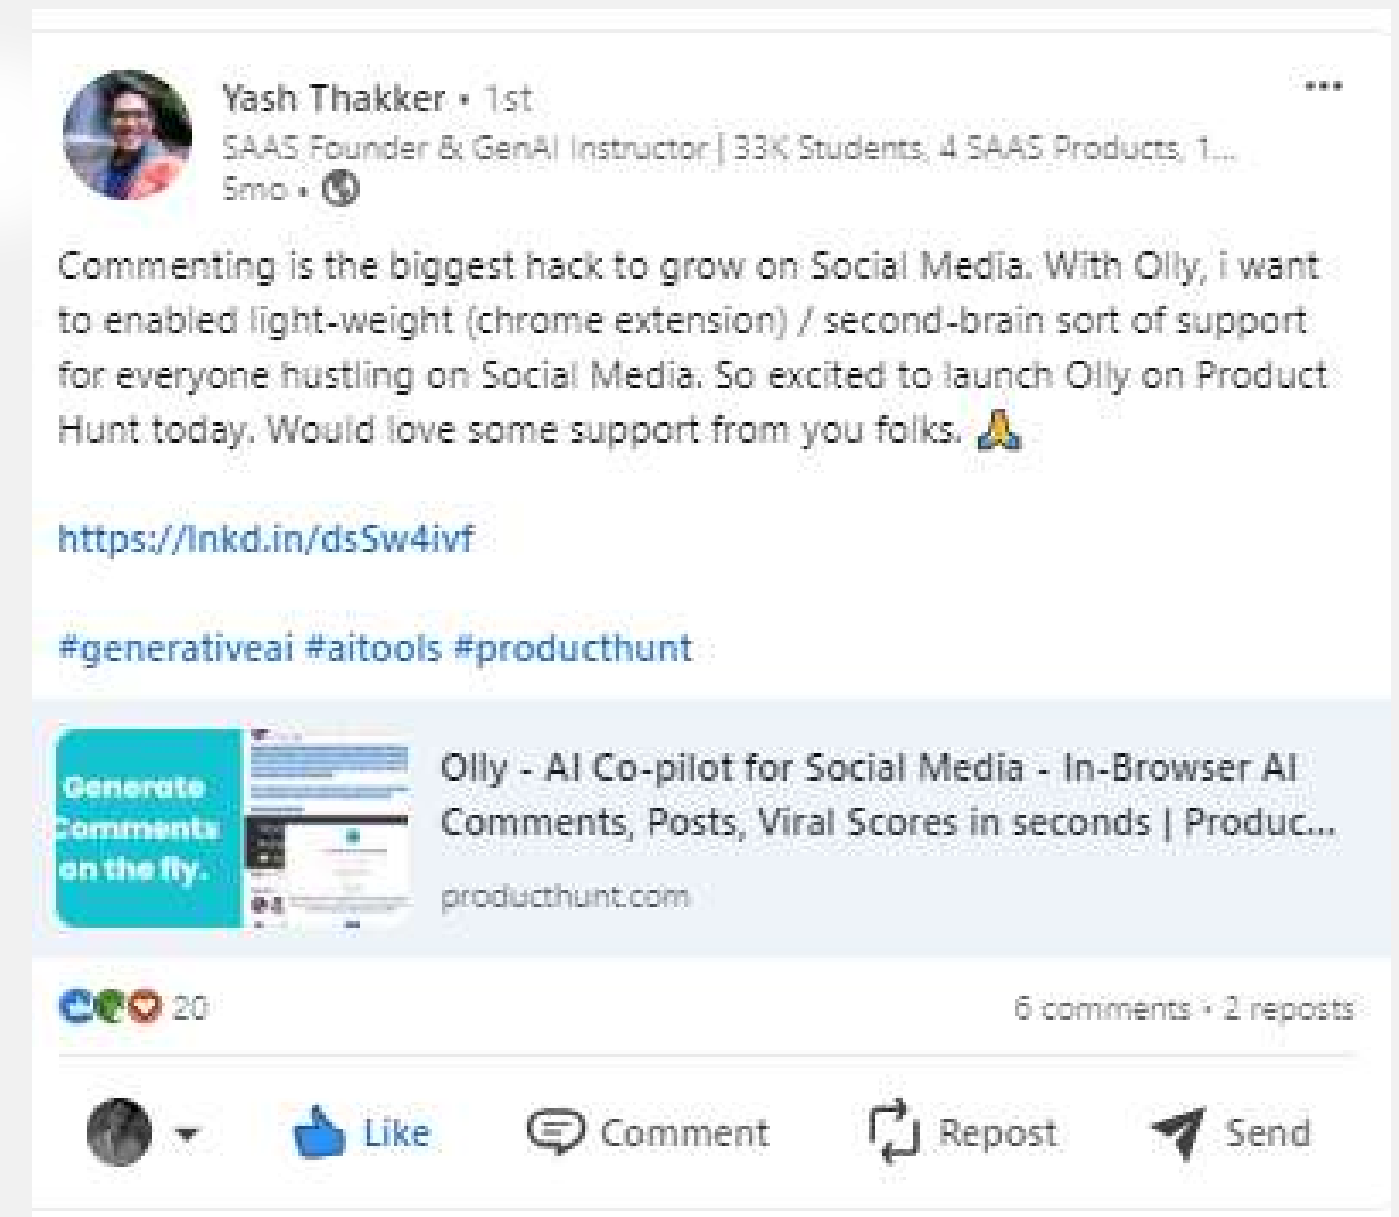 Yash Thakker • 1st
SAAS Founder & GenAI Instructor | 33K Students, 4 SAAS Products, 1...
5mo •
Commenting is the biggest hack to grow on Social Media. With Olly, i want
to enabled light-weight (chrome extension) / second-brain sort of support
for everyone hustling on Social Media. So excited to launch Olly on Product
Hunt today. Would love some support from you folks. 🙏
https://lnkd.in/dsSw4ivf
#generativeai #aitools #producthunt
Generate
Comments
on the fly.
Olly - AI Co-pilot for Social Media - In-Browser AI
Comments, Posts, Viral Scores in seconds | Produc...
producthunt.com
20
6 comments • 2 reposts
Like
Comment
Repost
Send